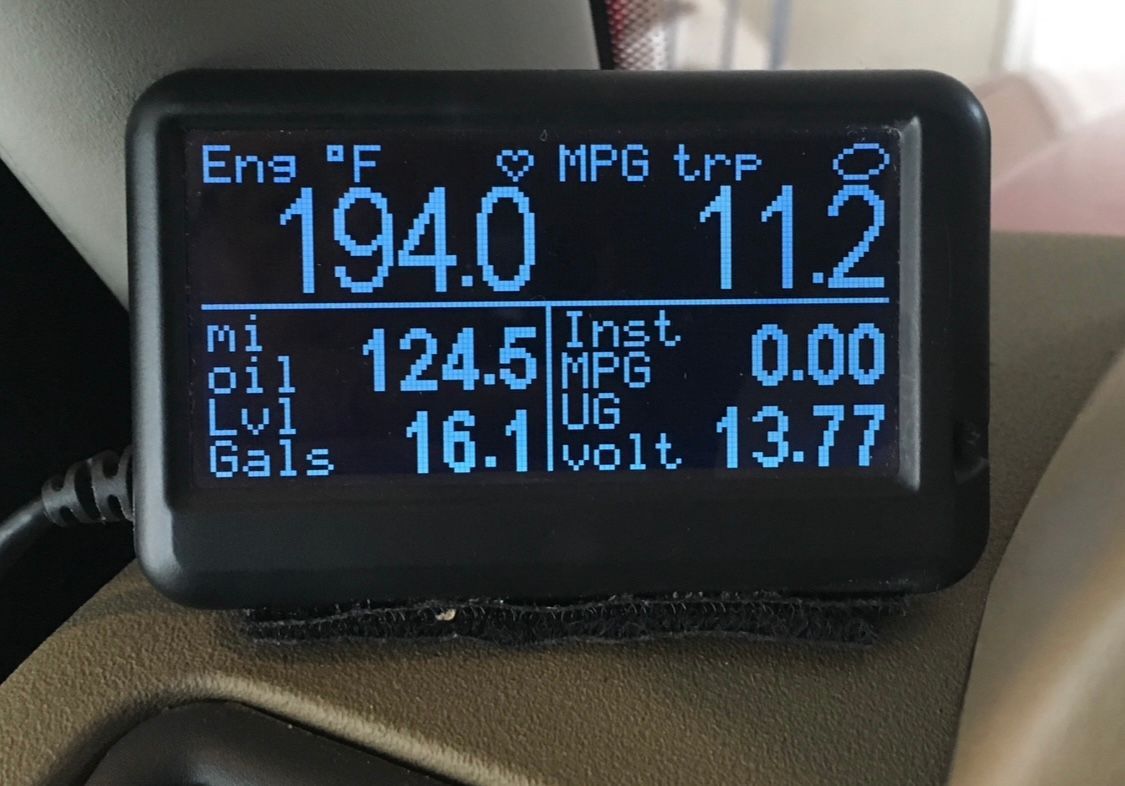 Eng °F ♡ MPG trp
194.0 11.2
mi
oil 124.5
Lvl
Gals 16.1
Inst
MPG 0.00
UG
volt 13.77